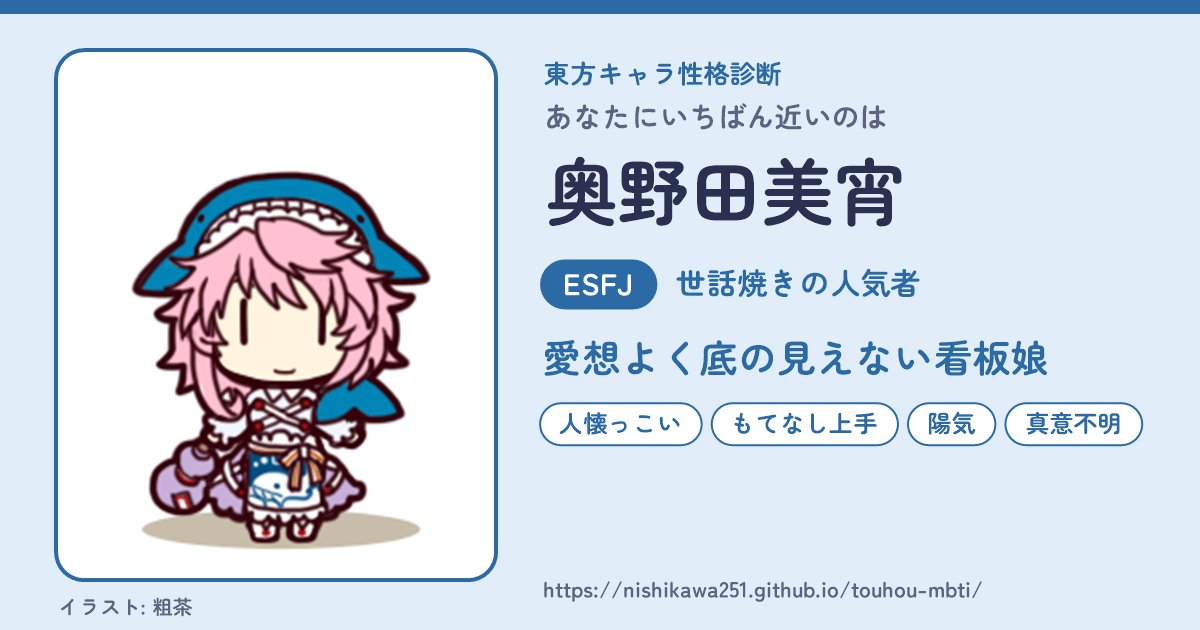 東方キャラ性格診断
あなたにいちばん近いのは
奥野田美宵
ESFJ 世話焼きの人気者
愛想よく底の見えない看板娘
人懐っこい もてなし上手 陽気 真意不明
https://nishikawa251.github.io/touhou-mbti/
イラスト: 粗茶